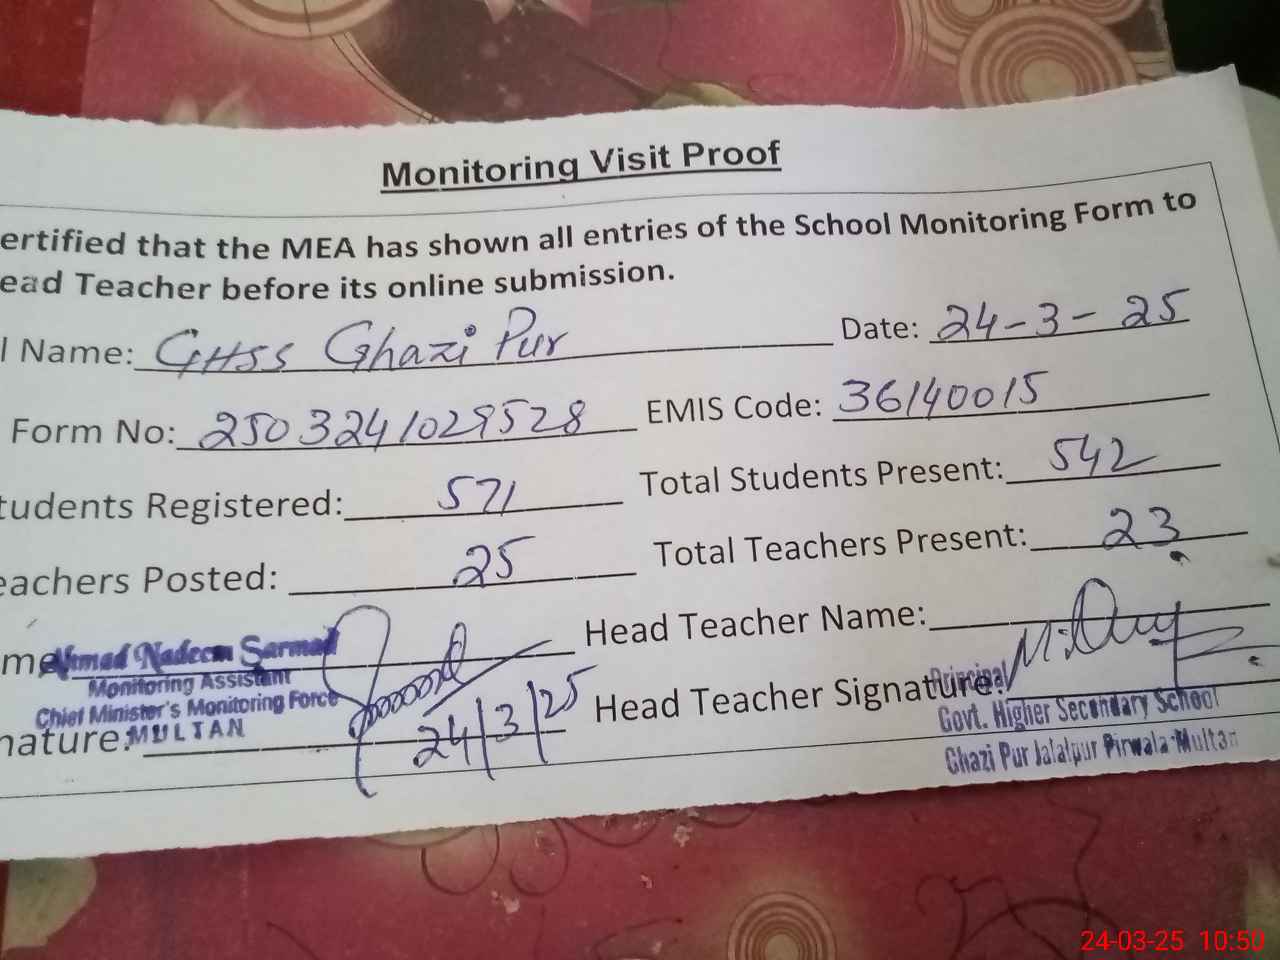 Monitoring Visit Proof
ertified that the MEA has shown all entries of the School Monitoring Form to
ead Teacher before its online submission.
l Name: GHSS Ghazi Pur Date: 24-3-25
Form No: 2503241029528 EMIS Code: 36140015
tudents Registered: 571 Total Students Present: 542
eachers Posted: 25 Total Teachers Present: 23
me Ahmad Nadeem Sarmad Head Teacher Name:
Monitoring Assistant
Chief Minister's Monitoring Force
MULTAN
nature: 24/3/25 Head Teacher Signature:
Principal
Govt. Higher Secondary School
Ghazi Pur Jalalpur Pirwala Multan
24-03-25 10:50